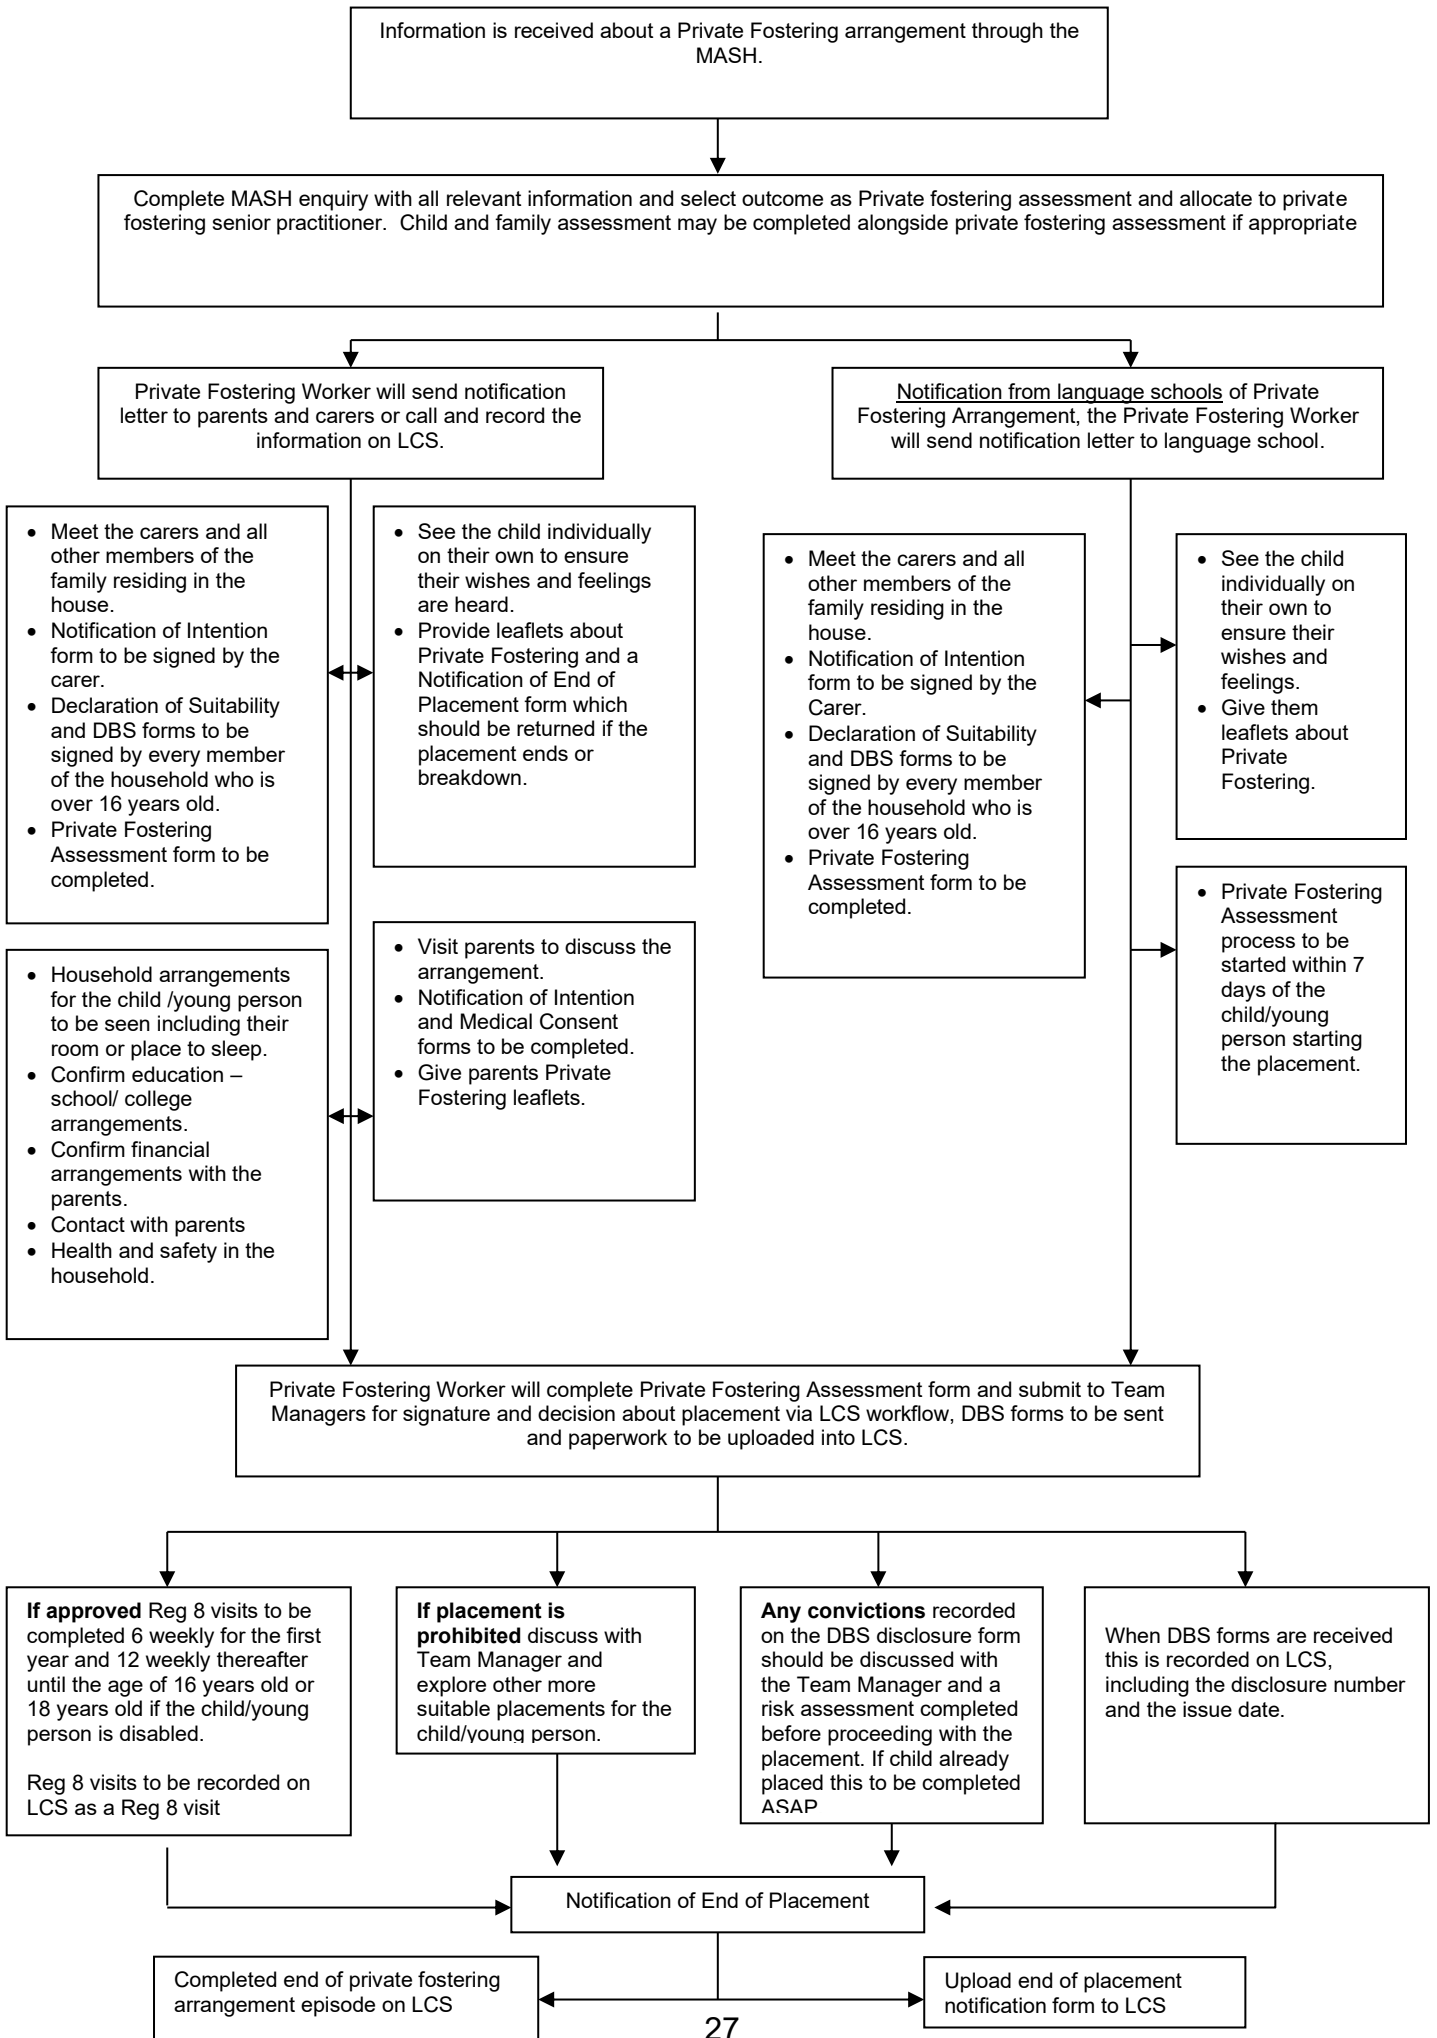 Information is received about a Private Fostering arrangement through the
MASH.
Complete MASH enquiry with all relevant information and select outcome as Private fostering assessment and allocate to private
fostering senior practitioner.  Child and family assessment may be completed alongside private fostering assessment if appropriate
Private Fostering Worker will send notification
letter to parents and carers or call and record the
information on LCS.
Notification from language schools of Private
Fostering Arrangement, the Private Fostering Worker
will send notification letter to language school.
• Meet the carers and all
other members of the
family residing in the
house.
• Notification of Intention
form to be signed by the
carer.
• Declaration of Suitability
and DBS forms to be
signed by every member
of the household who is
over 16 years old.
• Private Fostering
Assessment form to be
completed.
• See the child individually
on their own to ensure
their wishes and feelings
are heard.
• Provide leaflets about
Private Fostering and a
Notification of End of
Placement form which
should be returned if the
placement ends or
breakdown.
• Meet the carers and all
other members of the
family residing in the
house.
• Notification of Intention
form to be signed by the
Carer.
• Declaration of Suitability
and DBS forms to be
signed by every member
of the household who is
over 16 years old.
• Private Fostering
Assessment form to be
completed.
• See the child
individually on
their own to
ensure their
wishes and
feelings.
• Give them
leaflets about
Private
Fostering.
• Household arrangements
for the child /young person
to be seen including their
room or place to sleep.
• Confirm education –
school/ college
arrangements.
• Confirm financial
arrangements with the
parents.
• Contact with parents
• Health and safety in the
household.
• Visit parents to discuss the
arrangement.
• Notification of Intention
and Medical Consent
forms to be completed.
• Give parents Private
Fostering leaflets.
• Private Fostering
Assessment
process to be
started within 7
days of the
child/young
person starting
the placement.
Private Fostering Worker will complete Private Fostering Assessment form and submit to Team
Managers for signature and decision about placement via LCS workflow, DBS forms to be sent
and paperwork to be uploaded into LCS.
If approved Reg 8 visits to be
completed 6 weekly for the first
year and 12 weekly thereafter
until the age of 16 years old or
18 years old if the child/young
person is disabled.
Reg 8 visits to be recorded on
LCS as a Reg 8 visit
If placement is
prohibited discuss with
Team Manager and
explore other more
suitable placements for the
child/young person.
Any convictions recorded
on the DBS disclosure form
should be discussed with
the Team Manager and a
risk assessment completed
before proceeding with the
placement. If child already
placed this to be completed
ASAP
When DBS forms are received
this is recorded on LCS,
including the disclosure number
and the issue date.
Notification of End of Placement
Completed end of private fostering
arrangement episode on LCS
Upload end of placement
notification form to LCS
27